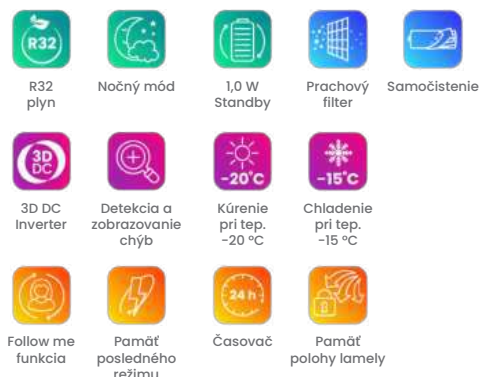 R32
R32
plyn
Nočný mód
1,0 W
Standby
Prachový
filter
Samočistenie
3D
DC
3D DC
Inverter
Detekcia a
zobrazovanie
chýb
-20°C
Kúrenie
pri tep.
-20 °C
-15°C
Chladenie
pri tep.
-15 °C
Follow me
funkcia
Pamäť
posledného
režimu
24 h
Časovač
Pamäť
polohy lamely